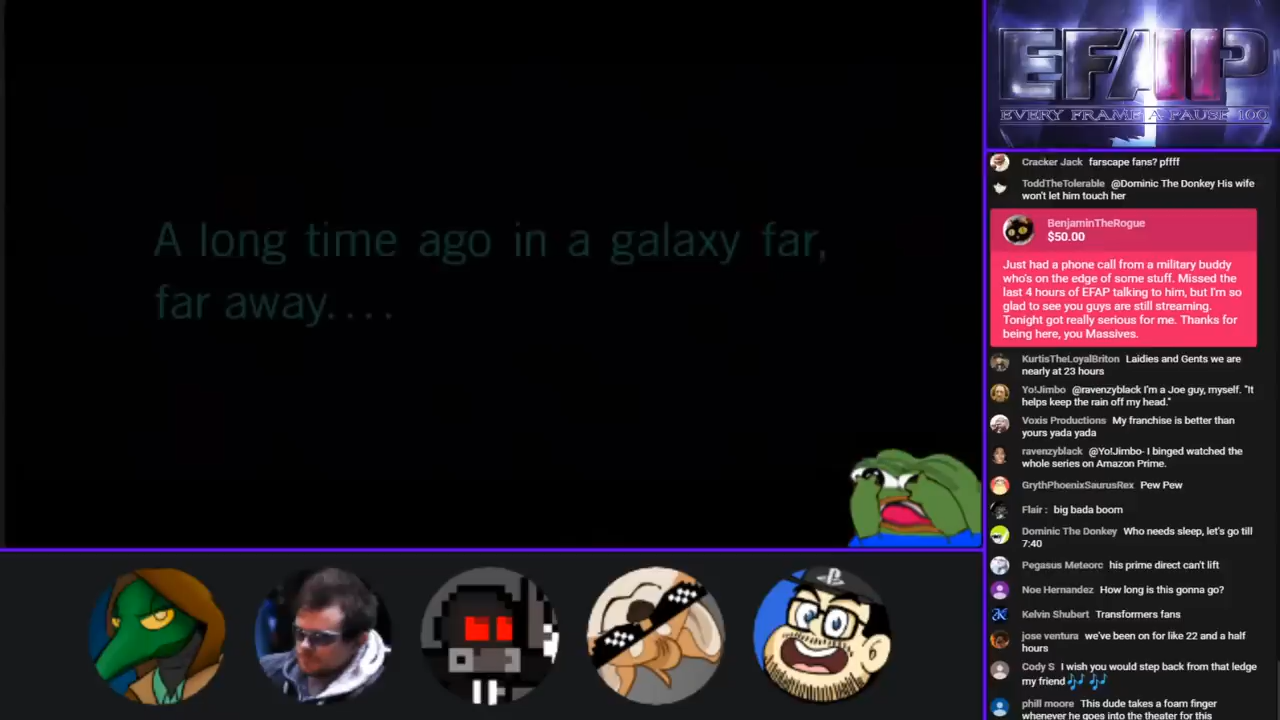 A long time ago in a galaxy far,
far away....
EFAP
EVERY FRAME A PAUSE 100
Cracker Jack farscape fans? pffff
ToddTheTolerable @Dominic The Donkey His wife
won't let him touch her
BenjaminTheRogue
$50.00
Just had a phone call from a military buddy
who's on the edge of some stuff. Missed the
last 4 hours of EFAP talking to him, but I'm so
glad to see you guys are still streaming.
Tonight got really serious for me. Thanks for
being here, you Massives.
KurtisTheLoyalBriton Laidies and Gents we are
nearly at 23 hours
Yo!Jimbo @ravenzyblack I'm a Joe guy, myself. "It
helps keep the rain off my head."
Voxis Productions My franchise is better than
yours yada yada
ravenzyblack @Yo!Jimbo- I binged watched the
whole series on Amazon Prime.
GrythPhoenixSaurusRex Pew Pew
Flair : big bada boom
Dominic The Donkey Who needs sleep, let's go till
7:40
Pegasus Meteorc his prime direct can't lift
Noe Hernandez How long is this gonna go?
Kelvin Shubert Transformers fans
jose ventura we've been on for like 22 and a half
hours
Cody S I wish you would step back from that ledge
my friend🎶 🎶
phill moore This dude takes a foam finger
whenever he goes into the theater for this